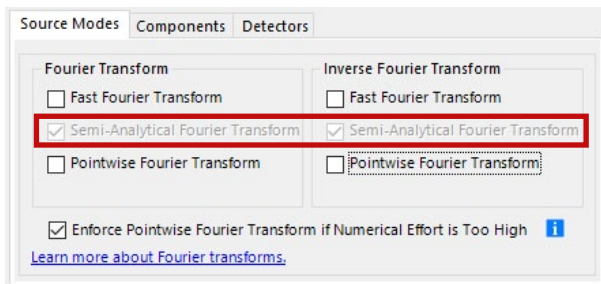 Source Modes Components Detectors
Fourier Transform Inverse Fourier Transform
Fast Fourier Transform Fast Fourier Transform
Semi-Analytical Fourier Transform Semi-Analytical Fourier Transform
Pointwise Fourier Transform Pointwise Fourier Transform
Enforce Pointwise Fourier Transform if Numerical Effort is Too High i
Learn more about Fourier transforms.